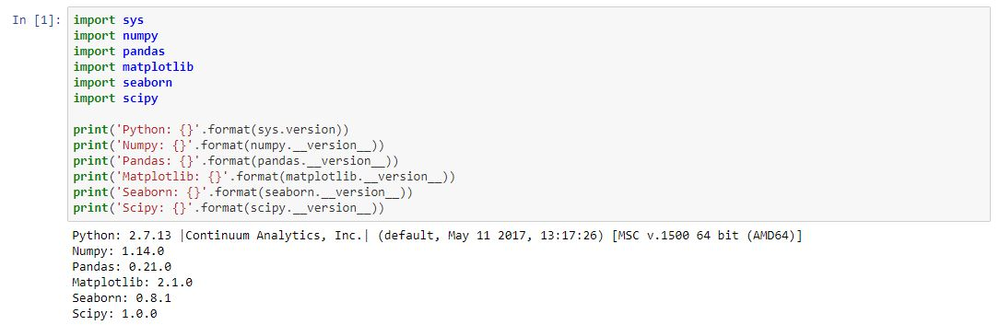 In [1]:
import sys
import numpy
import pandas
import matplotlib
import seaborn
import scipy
print('Python: {}'.format(sys.version))
print('Numpy: {}'.format(numpy.__version__))
print('Pandas: {}'.format(pandas.__version__))
print('Matplotlib: {}'.format(matplotlib.__version__))
print('Seaborn: {}'.format(seaborn.__version__))
print('Scipy: {}'.format(scipy.__version__))
Python: 2.7.13 |Continuum Analytics, Inc.| (default, May 11 2017, 13:17:26) [MSC v.1500 64 bit (AMD64)]
Numpy: 1.14.0
Pandas: 0.21.0
Matplotlib: 2.1.0
Seaborn: 0.8.1
Scipy: 1.0.0